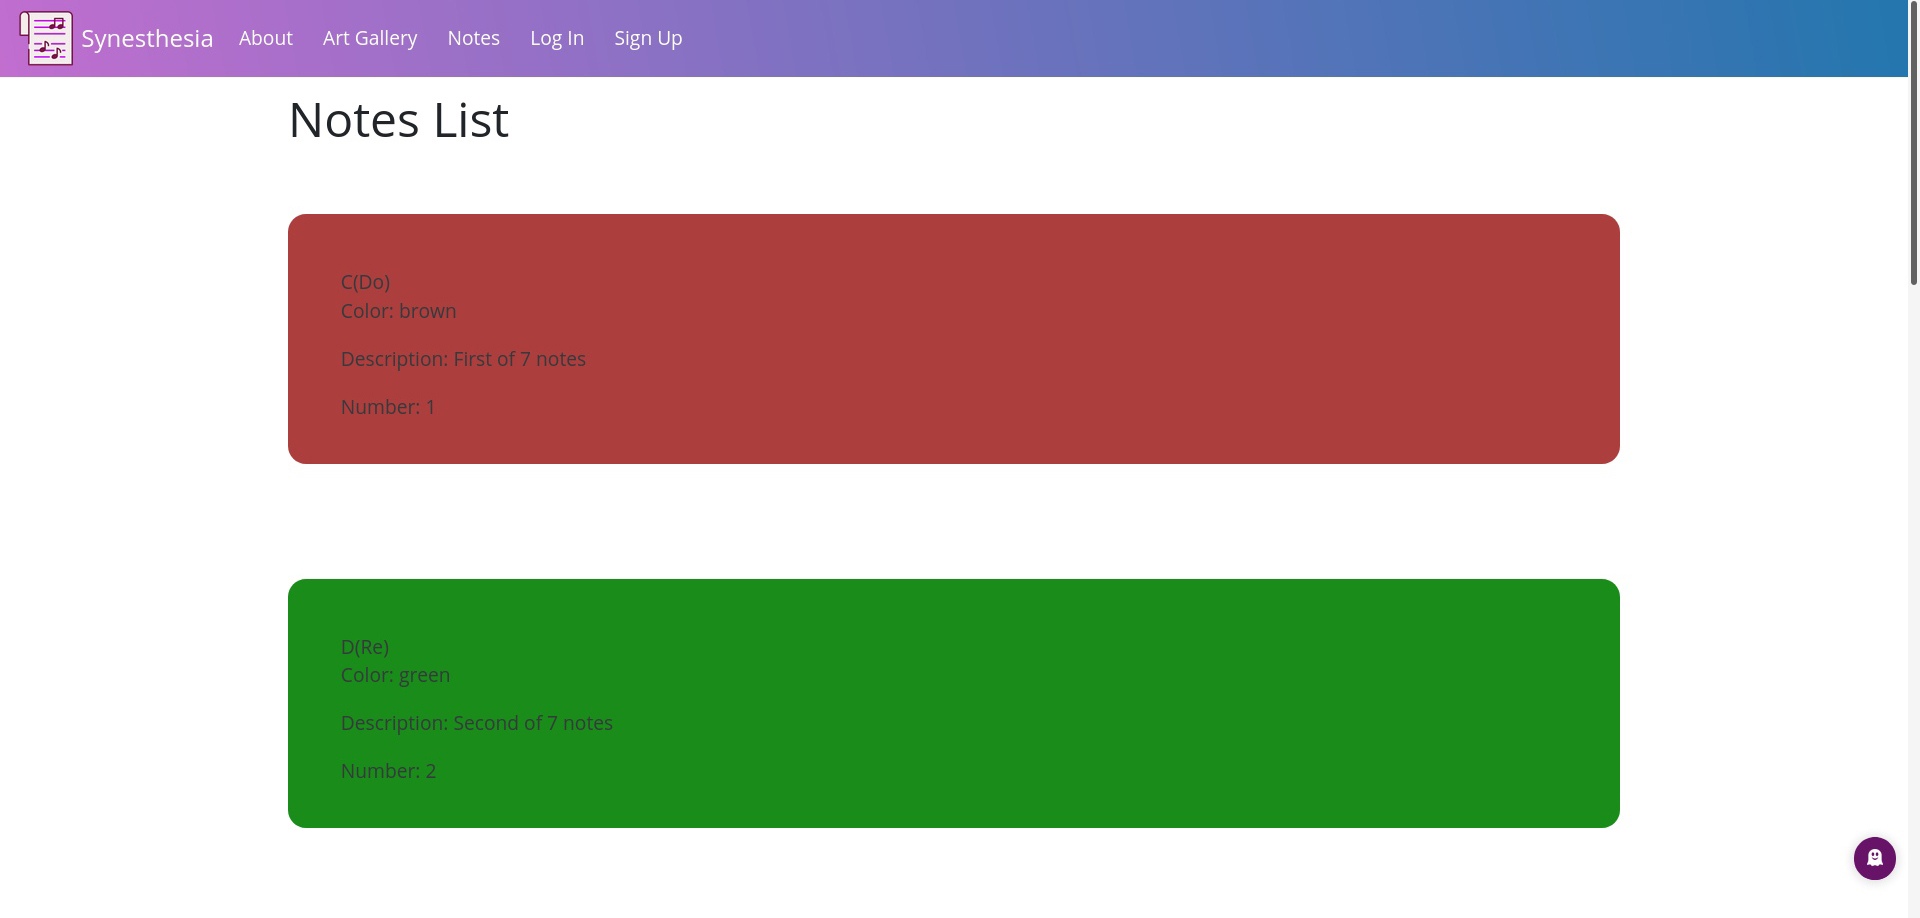 Synesthesia About Art Gallery Notes Log In Sign Up
Notes List
C(Do)
Color: brown
Description: First of 7 notes
Number: 1
D(Re)
Color: green
Description: Second of 7 notes
Number: 2